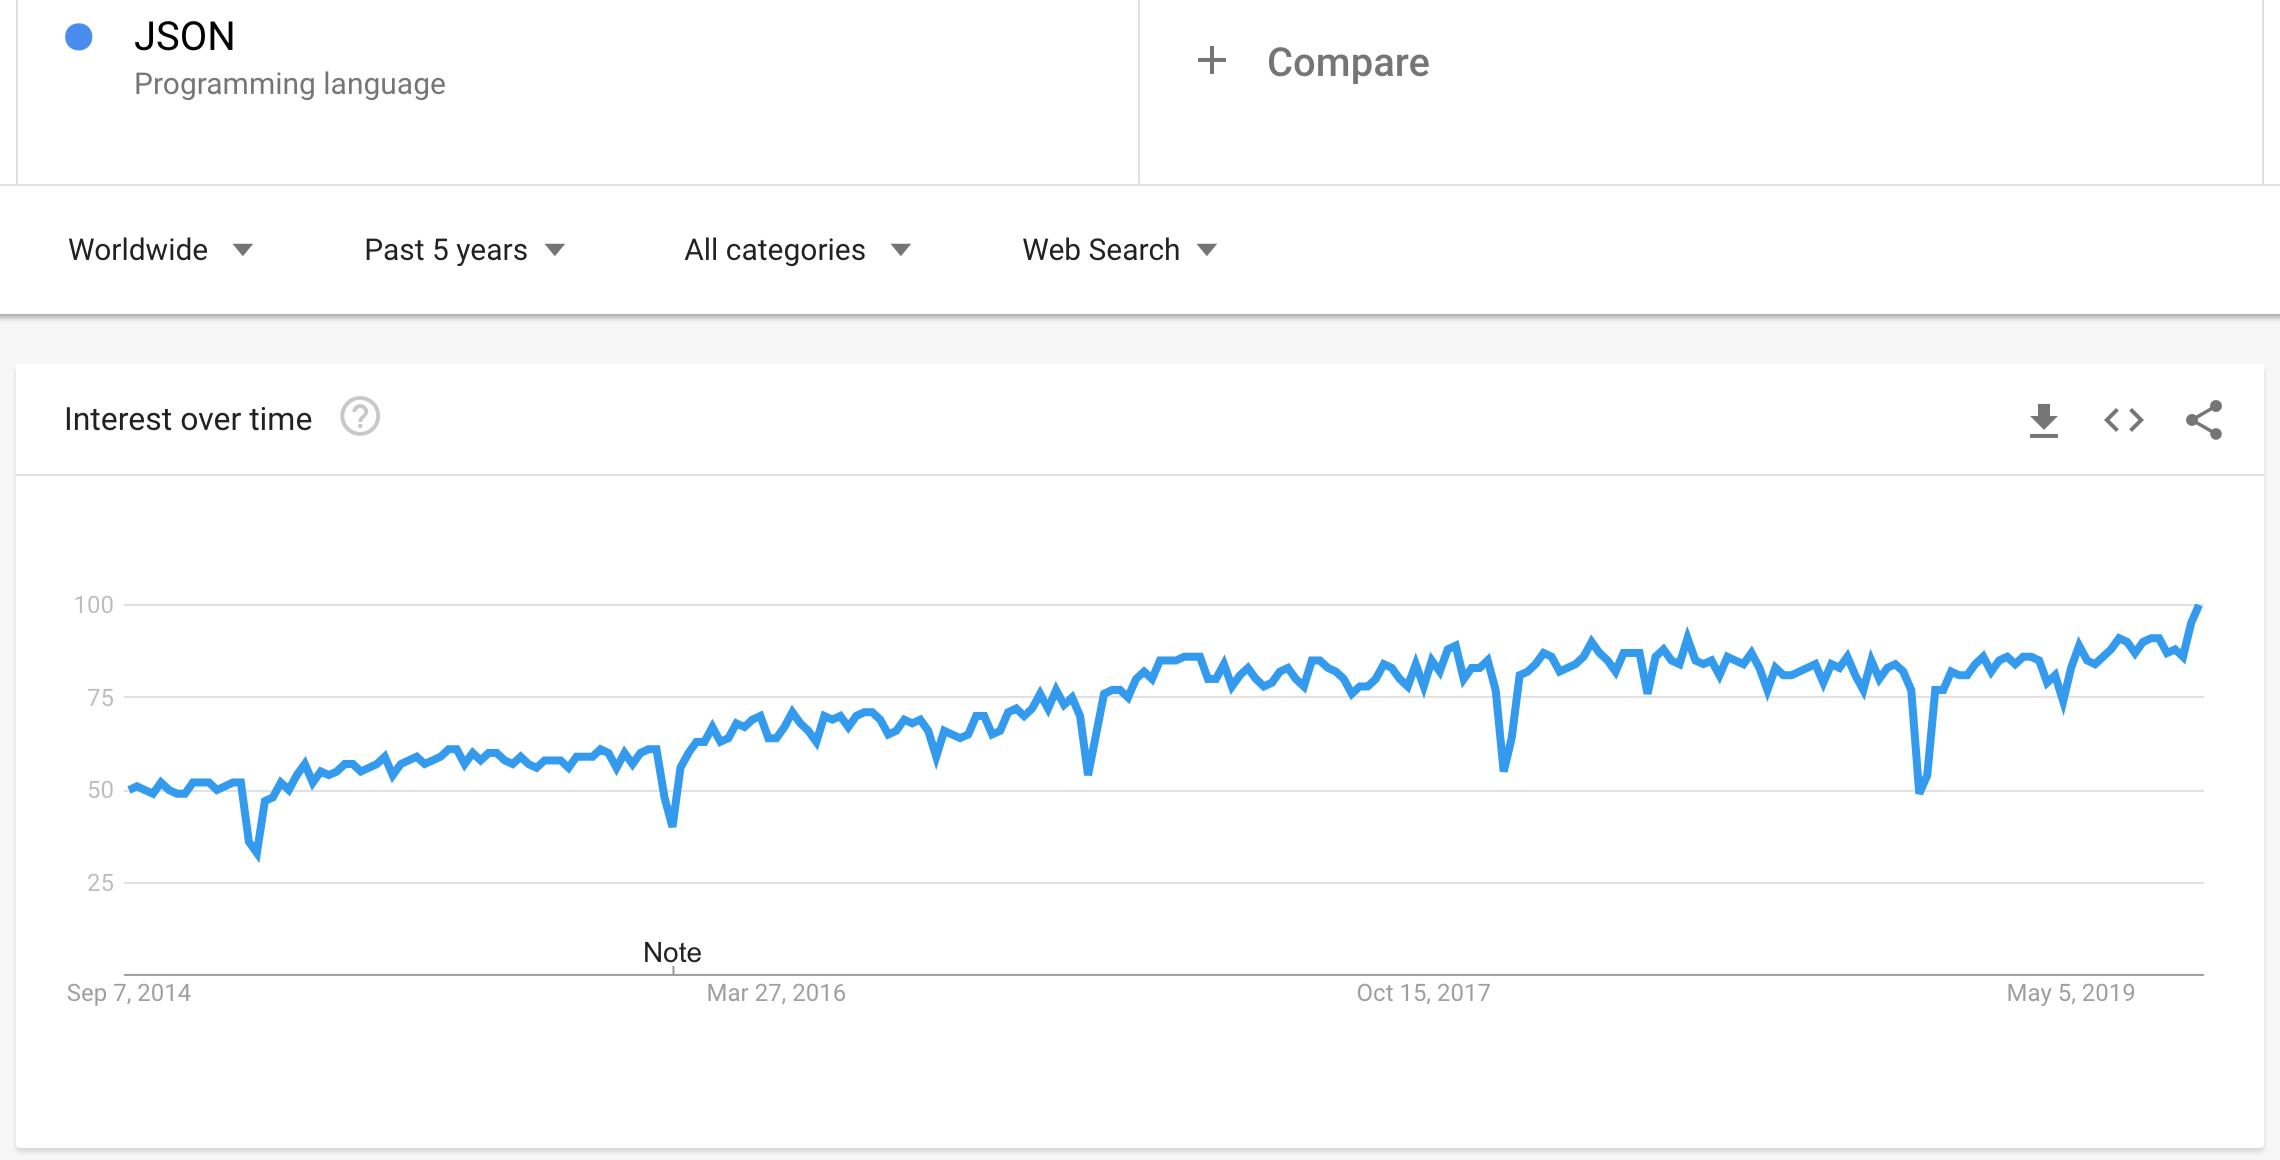 JSON
Programming language
+ Compare
Worldwide
Past 5 years
All categories
Web Search
Interest over time ?
100
75
50
25
Note
Sep 7, 2014
Mar 27, 2016
Oct 15, 2017
May 5, 2019